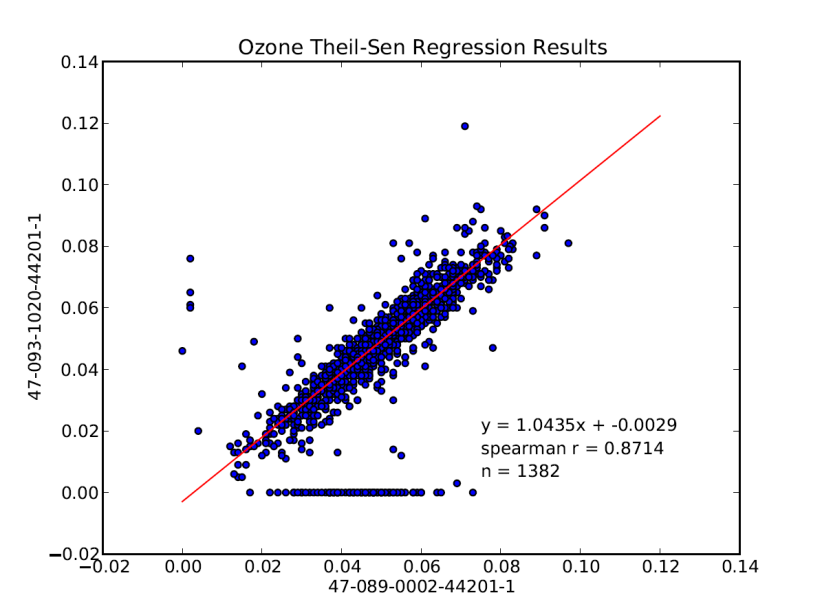 Ozone Theil-Sen Regression Results
0.14
0.12
0.10
0.08
0.06
0.04
0.02
0.00
−0.02
47-093-1020-44201-1
y = 1.0435x + -0.0029
spearman r = 0.8714
n = 1382
−0.02 0.00 0.02 0.04 0.06 0.08 0.10 0.12 0.14
47-089-0002-44201-1